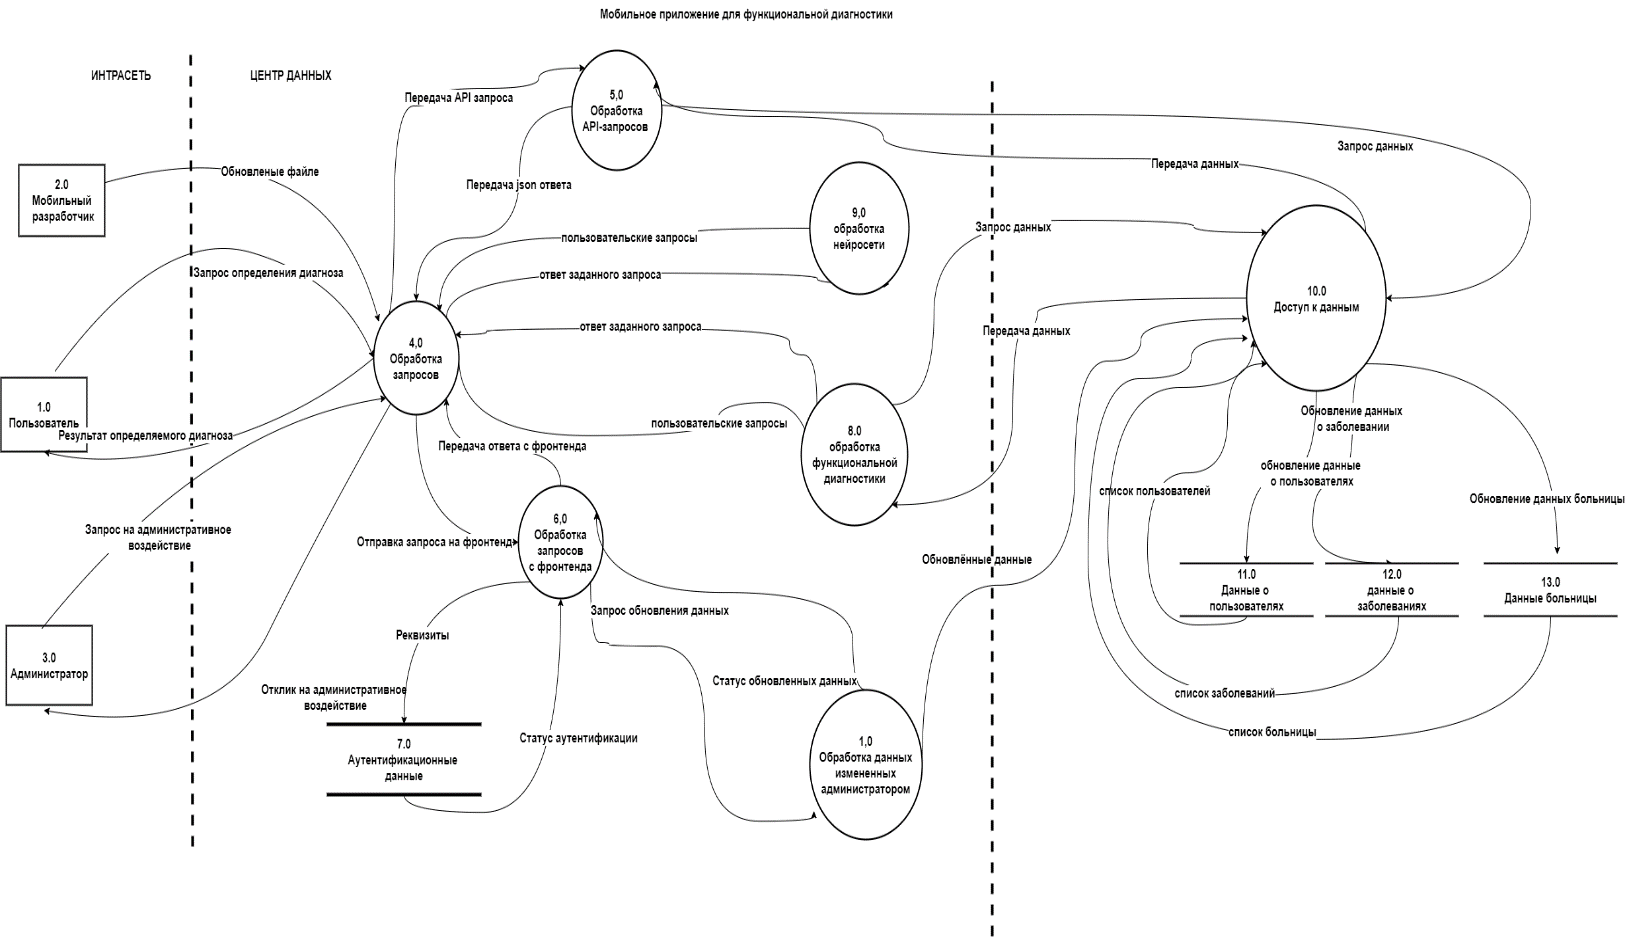 Мобильное приложение для функциональной диагностики
ИНТРАСЕТЬ
ЦЕНТР ДАННЫХ
Передача API запроса
5,0
Обработка
API-запросов
Запрос данных
Передача данных
Обновленые файле
2.0
Мобильный
разработчик
Передача json ответа
9,0
обработка
нейросети
пользовательские запросы
Запрос данных
Запрос определения диагноза
ответ заданного запроса
10.0
Доступ к данным
ответ заданного запроса
Передача данных
4,0
Обработка
запросов
1.0
Пользователь
Результат определяемого диагноза
пользовательские запросы
Обновление данных
о заболевании
8.0
обработка
функциональной
диагностики
Передача ответа с фронтенда
обновление данные
о пользователях
список пользователей
Обновление данных больницы
Запрос на административное
воздействие
Отправка запроса на фронтенд
6,0
Обработка
запросов
с фронтенда
Обновлённые данные
11.0
Данные о
пользователях
12.0
данные о
заболеваниях
13.0
Данные больницы
Запрос обновления данных
Реквизиты
3.0
Администратор
Отклик на административное
воздействие
Статус обновленных данных
список заболеваний
список больницы
7.0
Аутентификационные
данные
Статус аутентификации
1,0
Обработка данных
измененных
администратором